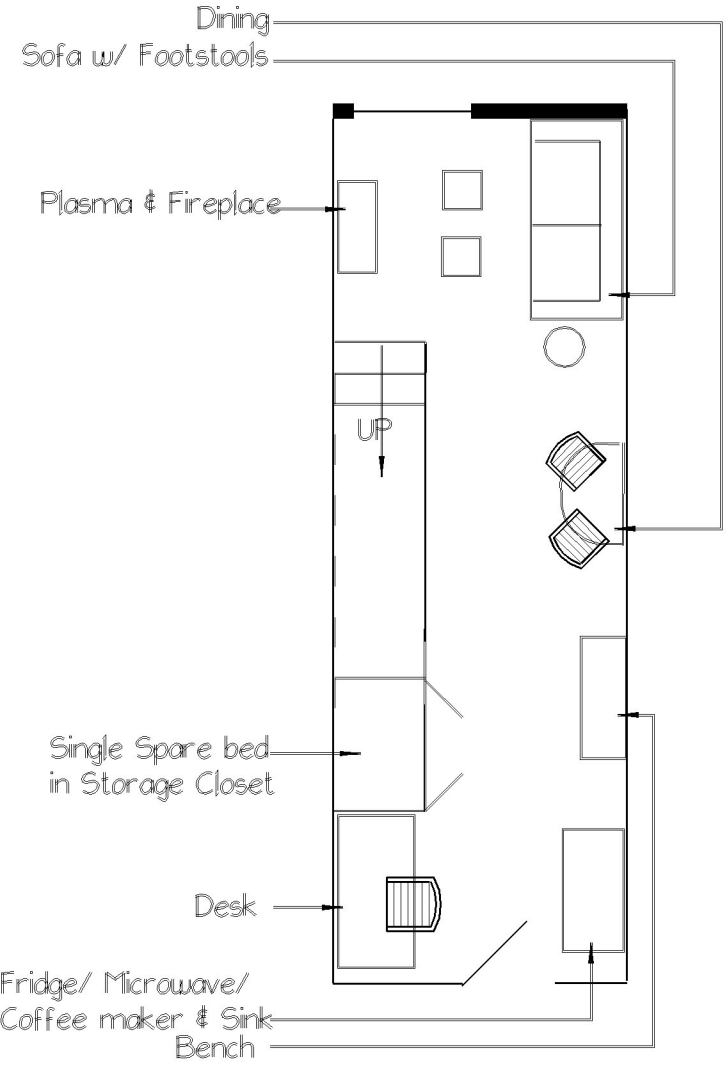 Dining
Sofa w/ Footstools
Plasma & Fireplace
UP
Single Spare bed
in Storage Closet
Desk
Fridge/ Microwave/
Coffee maker & Sink
Bench